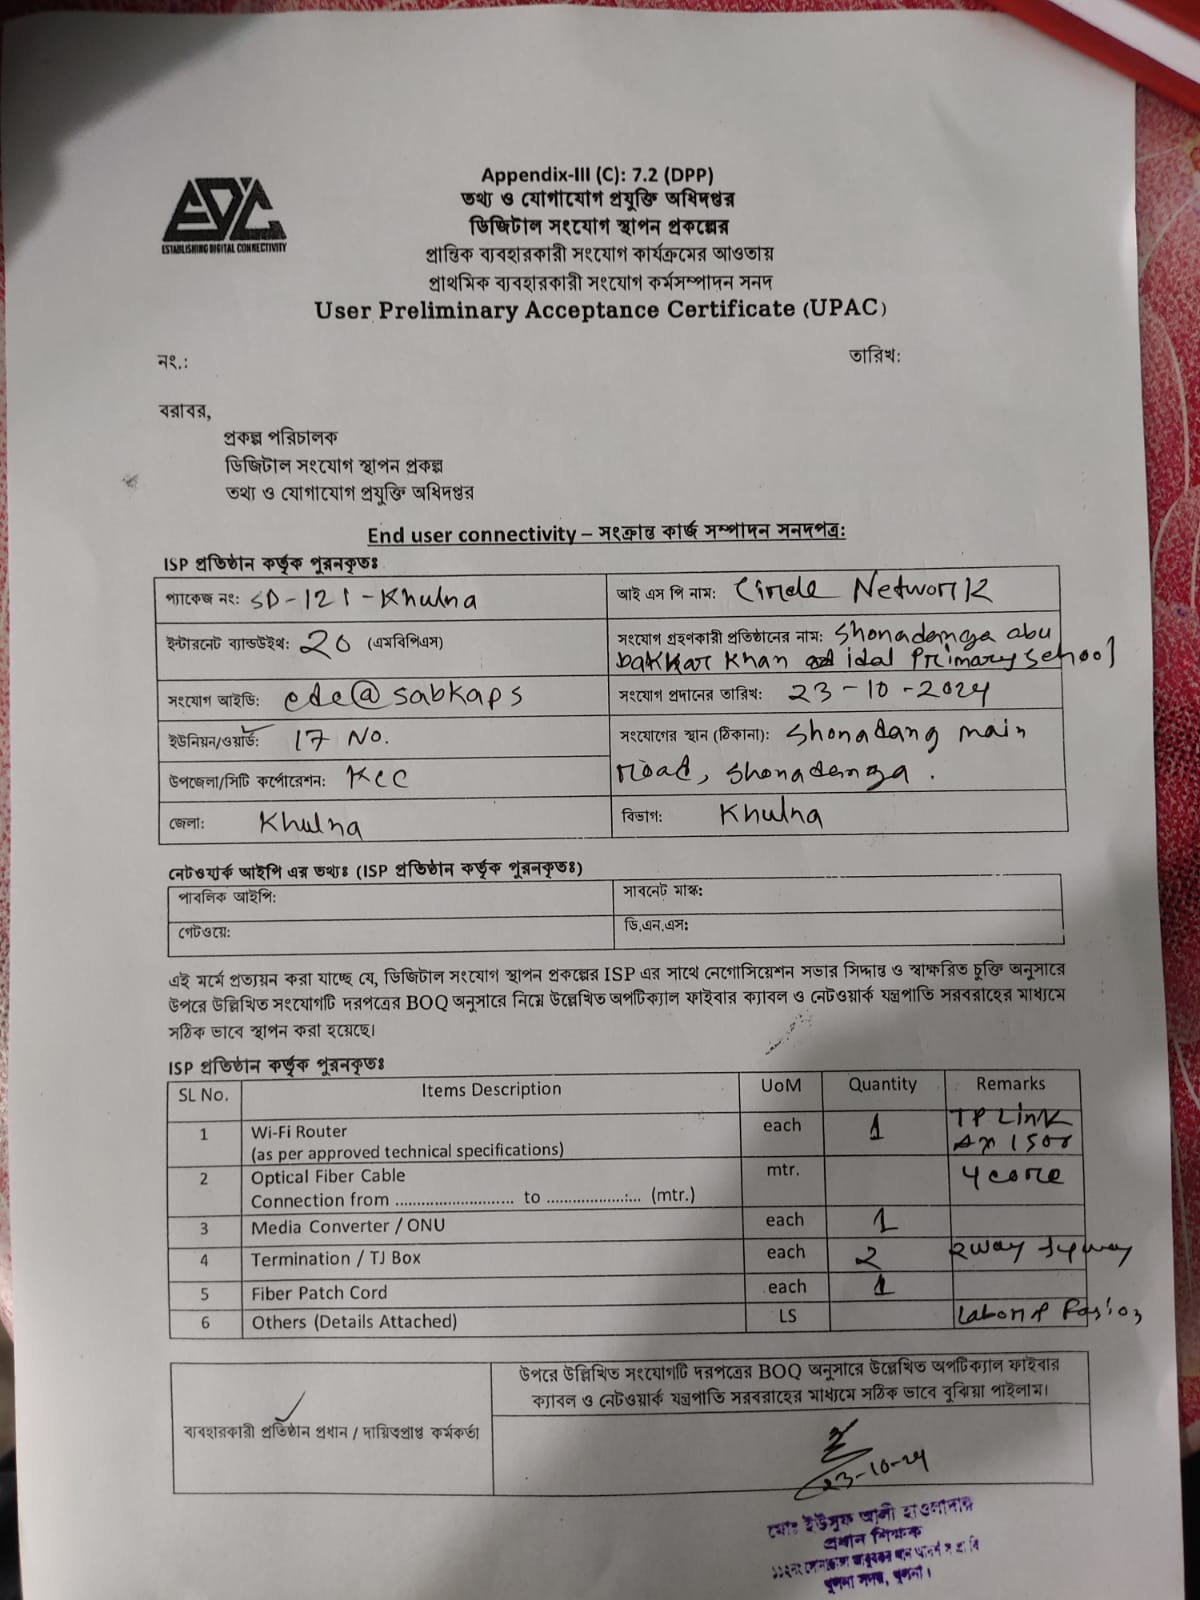 EDC
ESTABLISHING DIGITAL CONNECTIVITY
Appendix-III (C): 7.2 (DPP)
তথ্য ও যোগাযোগ প্রযুক্তি অধিদপ্তর
ডিজিটাল সংযোগ স্থাপন প্রকল্পের
প্রান্তিক ব্যবহারকারী সংযোগ কার্যক্রমের আওতায়
প্রাথমিক ব্যবহারকারী সংযোগ কর্মসম্পাদন সনদ
User Preliminary Acceptance Certificate (UPAC)
নং.: তারিখ:
বরাবর,
প্রকল্প পরিচালক
ডিজিটাল সংযোগ স্থাপন প্রকল্প
তথ্য ও যোগাযোগ প্রযুক্তি অধিদপ্তর
End user connectivity – সংক্রান্ত কার্জ সম্পাদন সনদপত্র:
ISP প্রতিষ্ঠান কর্তৃক পুরনকৃতঃ
প্যাকেজ নং: SD-121-Khulna আই এস পি নাম: Circle Network
ইন্টারনেট ব্যান্ডউইথ: 20 (এমবিপিএস) সংযোগ গ্রহণকারী প্রতিষ্ঠানের নাম: Shonadanga abu
bakkar Khan idal Primary School
সংযোগ আইডি: edc@sabkaps সংযোগ প্রদানের তারিখ: 23-10-2024
ইউনিয়ন/ওয়ার্ড: 17 No. সংযোগের স্থান (ঠিকানা): Shonadang main
উপজেলা/সিটি কর্পোরেশন: KCC road, Shonadanga.
জেলা: Khulna বিভাগ: Khulna
নেটওয়ার্ক আইপি এর তথ্যঃ (ISP প্রতিষ্ঠান কর্তৃক পুরনকৃতঃ)
পাবলিক আইপি: সাবনেট মাস্ক:
গেটওয়ে: ডি.এন.এস:
এই মর্মে প্রত্যয়ন করা যাচ্ছে যে, ডিজিটাল সংযোগ স্থাপন প্রকল্পের ISP এর সাথে নেগোসিয়েশন সভার সিদ্দান্ত ও স্বাক্ষরিত চুক্তি অনুসারে
উপরে উল্লিখিত সংযোগটি দরপত্রের BOQ অনুসারে নিম্নে উল্লেখিত অপটিক্যাল ফাইবার ক্যাবল ও নেটওয়ার্ক যন্ত্রপাতি সরবরাহের মাধ্যমে
সঠিক ভাবে স্থাপন করা হয়েছে।
ISP প্রতিষ্ঠান কর্তৃক পুরনকৃতঃ
SL No. Items Description UoM Quantity Remarks
1 Wi-Fi Router each 1 TP Link
(as per approved technical specifications) Ax 1500
2 Optical Fiber Cable mtr. 4 core
Connection from ........................... to .................:... (mtr.)
3 Media Converter / ONU each 1
4 Termination / TJ Box each 2 2way
5 Fiber Patch Cord each 1
6 Others (Details Attached) LS
উপরে উল্লিখিত সংযোগটি দরপত্রের BOQ অনুসারে উল্লেখিত অপটিক্যাল ফাইবার
ক্যাবল ও নেটওয়ার্ক যন্ত্রপাতি সরবরাহের মাধ্যমে সঠিক ভাবে বুঝিয়া পাইলাম।
ব্যবহারকারী প্রতিষ্ঠান প্রধান / দায়িত্বপ্রাপ্ত কর্মকর্তা
23-10-24
মোঃ ইউসুফ আলী হাওলাদার
প্রধান শিক্ষক
খুলনা সদর, খুলনা।